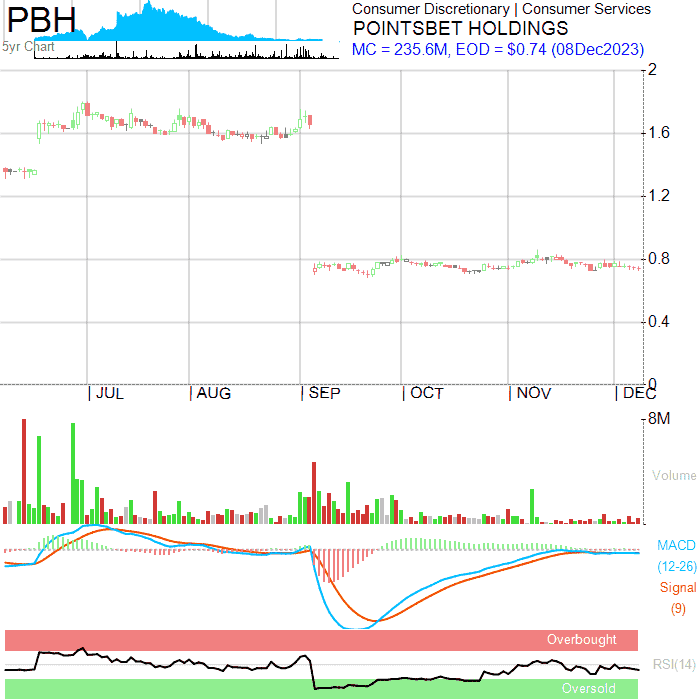 PBH
5yr Chart
Consumer Discretionary | Consumer Services
POINTSBET HOLDINGS
MC = 235.6M, EOD = $0.74 (08Dec2023)
2
1.6
1.2
0.8
0.4
0
JUL AUG SEP OCT NOV DEC
8M
Volume
MACD
(12-26)
Signal
(9)
Overbought
RSI(14)
Oversold